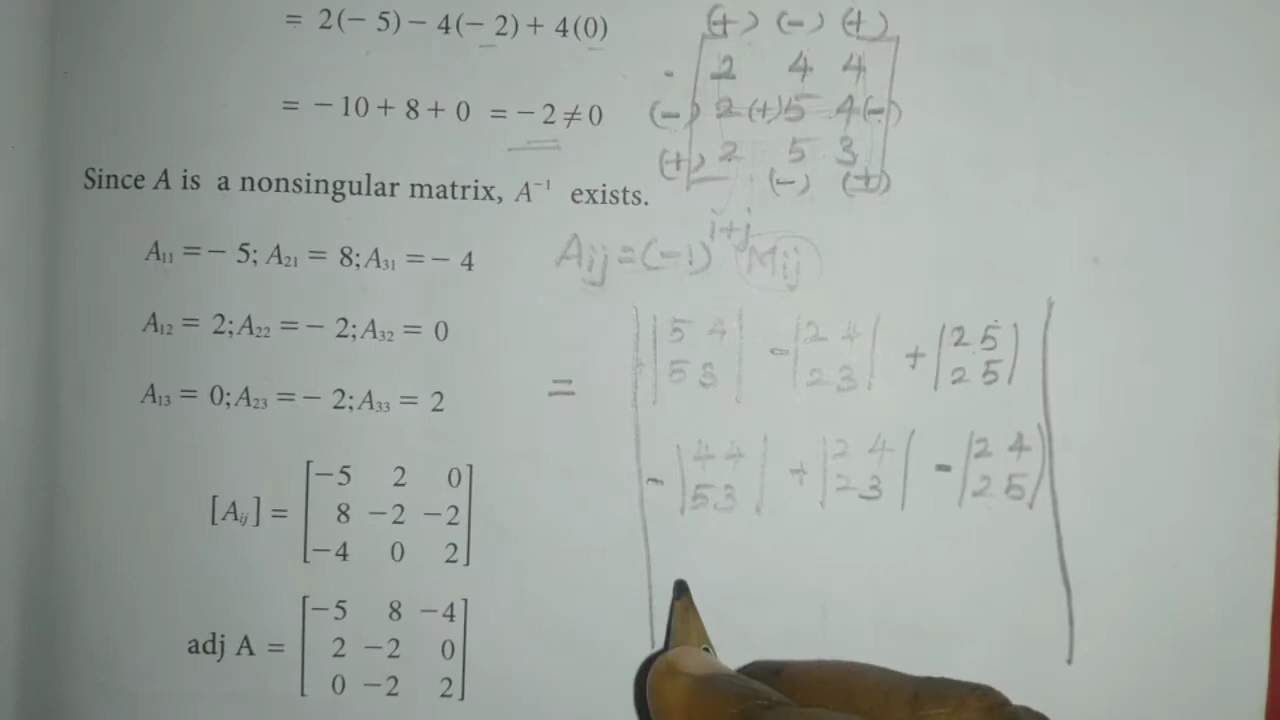 = 2(− 5) − 4(− 2) + 4(0)
= − 10 + 8 + 0 = − 2 ≠ 0
Since A is a nonsingular matrix, A⁻¹ exists.
A₁₁ = − 5; A₂₁ = 8; A₃₁ = − 4
A₁₂ = 2; A₂₂ = − 2; A₃₂ = 0
A₁₃ = 0; A₂₃ = − 2; A₃₃ = 2
[Aᵢⱼ] =
−5 2 0
8 −2 −2
−4 0 2
adj A =
−5 8 −4
2 −2 0
0 −2 2
(+) (−) (+)
- 2 4 4
(−) 2 (+) 5 4 (−)
(+) 2 5 3
(−) (+)
Aij = (−1)^i+j Mij
= + |5 4| − |2 4| + |2 5|
|5 3| |2 3| |2 5|
− |4 4| + |2 4| − |2 4|
|5 3| |2 3| |2 5|